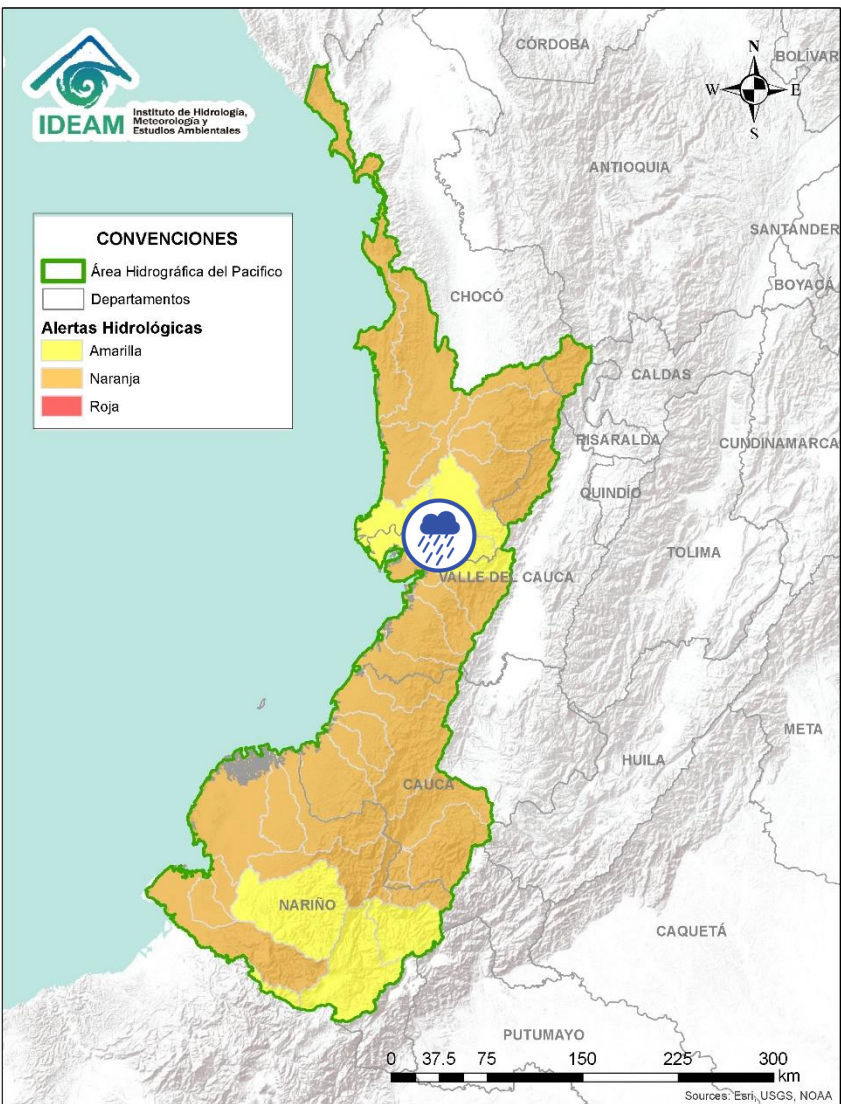 IDEAM
Instituto de Hidrología,
Meteorología y
Estudios Ambientales
N
W
E
S
CÓRDOBA
BOLÍVAR
ANTIOQUIA
SANTANDER
BOYACÁ
CONVENCIONES
Área Hidrográfica del Pacifico
Departamentos
Alertas Hidrológicas
Amarilla
Naranja
Roja
CHOCÓ
CALDAS
RISARALDA
CUNDINAMARCA
QUINDÍO
TOLIMA
VALLE DEL CAUCA
META
HUILA
CAUCA
NARIÑO
CAQUETÁ
PUTUMAYO
0 37.5 75 150 225 300
km
Sources: Esri, USGS, NOAA